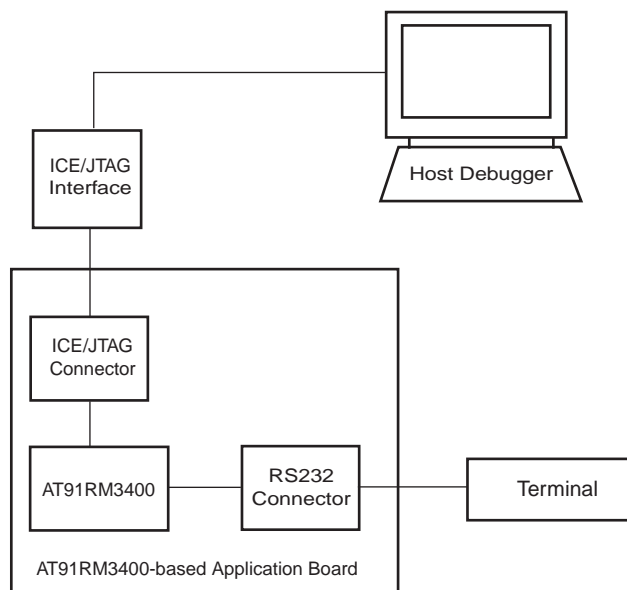 ICE/JTAG
Interface
Host Debugger
ICE/JTAG
Connector
AT91RM3400
RS232
Connector
Terminal
AT91RM3400-based Application Board